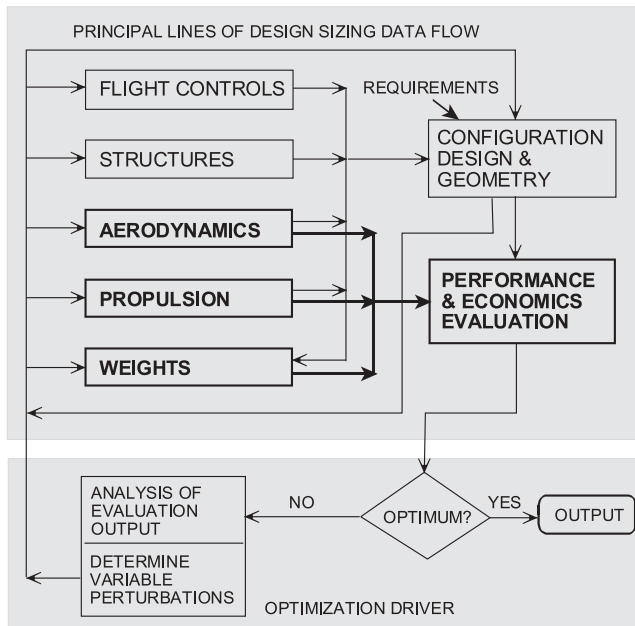 PRINCIPAL LINES OF DESIGN SIZING DATA FLOW
FLIGHT CONTROLS
REQUIREMENTS
STRUCTURES
CONFIGURATION
DESIGN &
GEOMETRY
AERODYNAMICS
PROPULSION
PERFORMANCE
& ECONOMICS
EVALUATION
WEIGHTS
ANALYSIS OF
EVALUATION
OUTPUT
DETERMINE
VARIABLE
PERTURBATIONS
NO
OPTIMUM?
YES
OUTPUT
OPTIMIZATION DRIVER